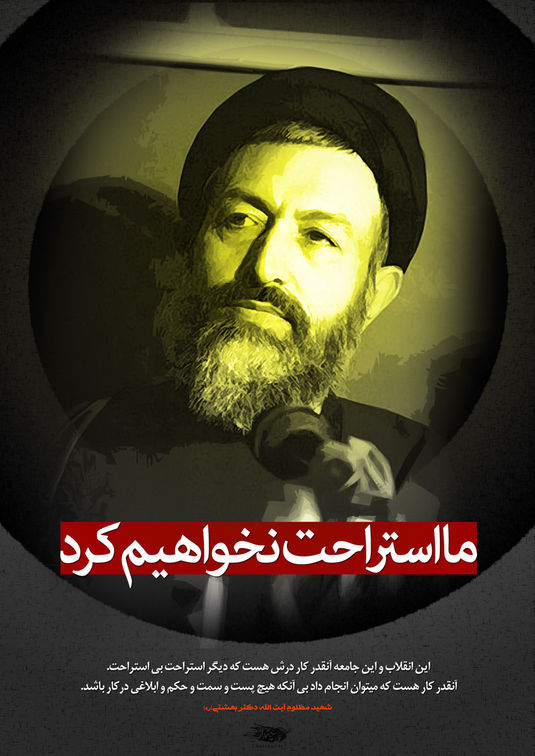 ما استراحت نخواهیم کرد
این انقلاب و این جامعه آنقدر کار درش هست که دیگر استراحت بی استراحت.
آنقدر کار هست که میتوان انجام داد بی آنکه هیچ پست و سمت و حکم و ابلاغی در کار باشد.
شهید مظلوم آیت الله دکتر بهشتی(ره)